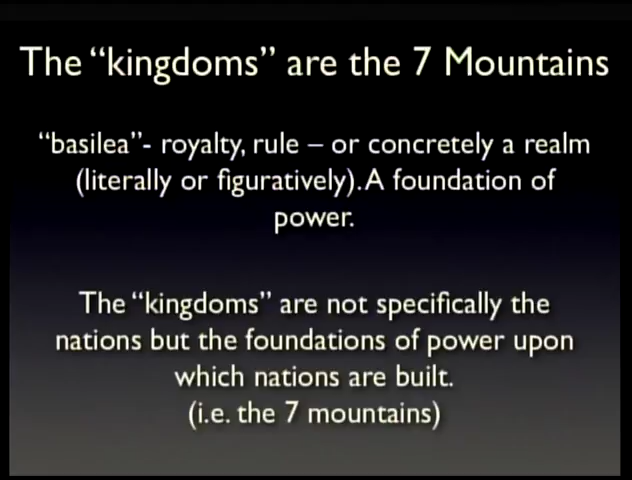 The “kingdoms” are the 7 Mountains
“basilea”- royalty, rule – or concretely a realm
(literally or figuratively). A foundation of
power.
The “kingdoms” are not specifically the
nations but the foundations of power upon
which nations are built.
(i.e. the 7 mountains)